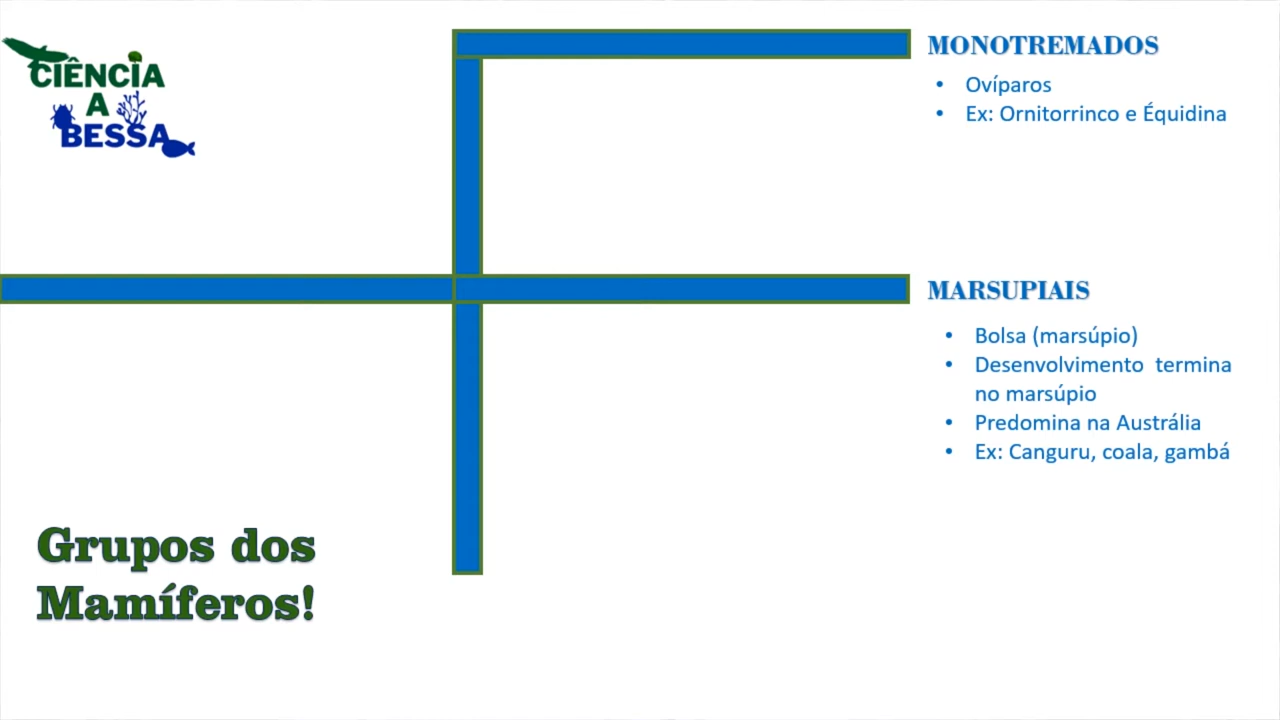 CIÊNCIA
A
BESSA
MONOTREMADOS
• Ovíparos
• Ex: Ornitorrinco e Équidina
MARSUPIAIS
• Bolsa (marsúpio)
• Desenvolvimento termina
no marsúpio
• Predomina na Austrália
• Ex: Canguru, coala, gambá
Grupos dos
Mamíferos!